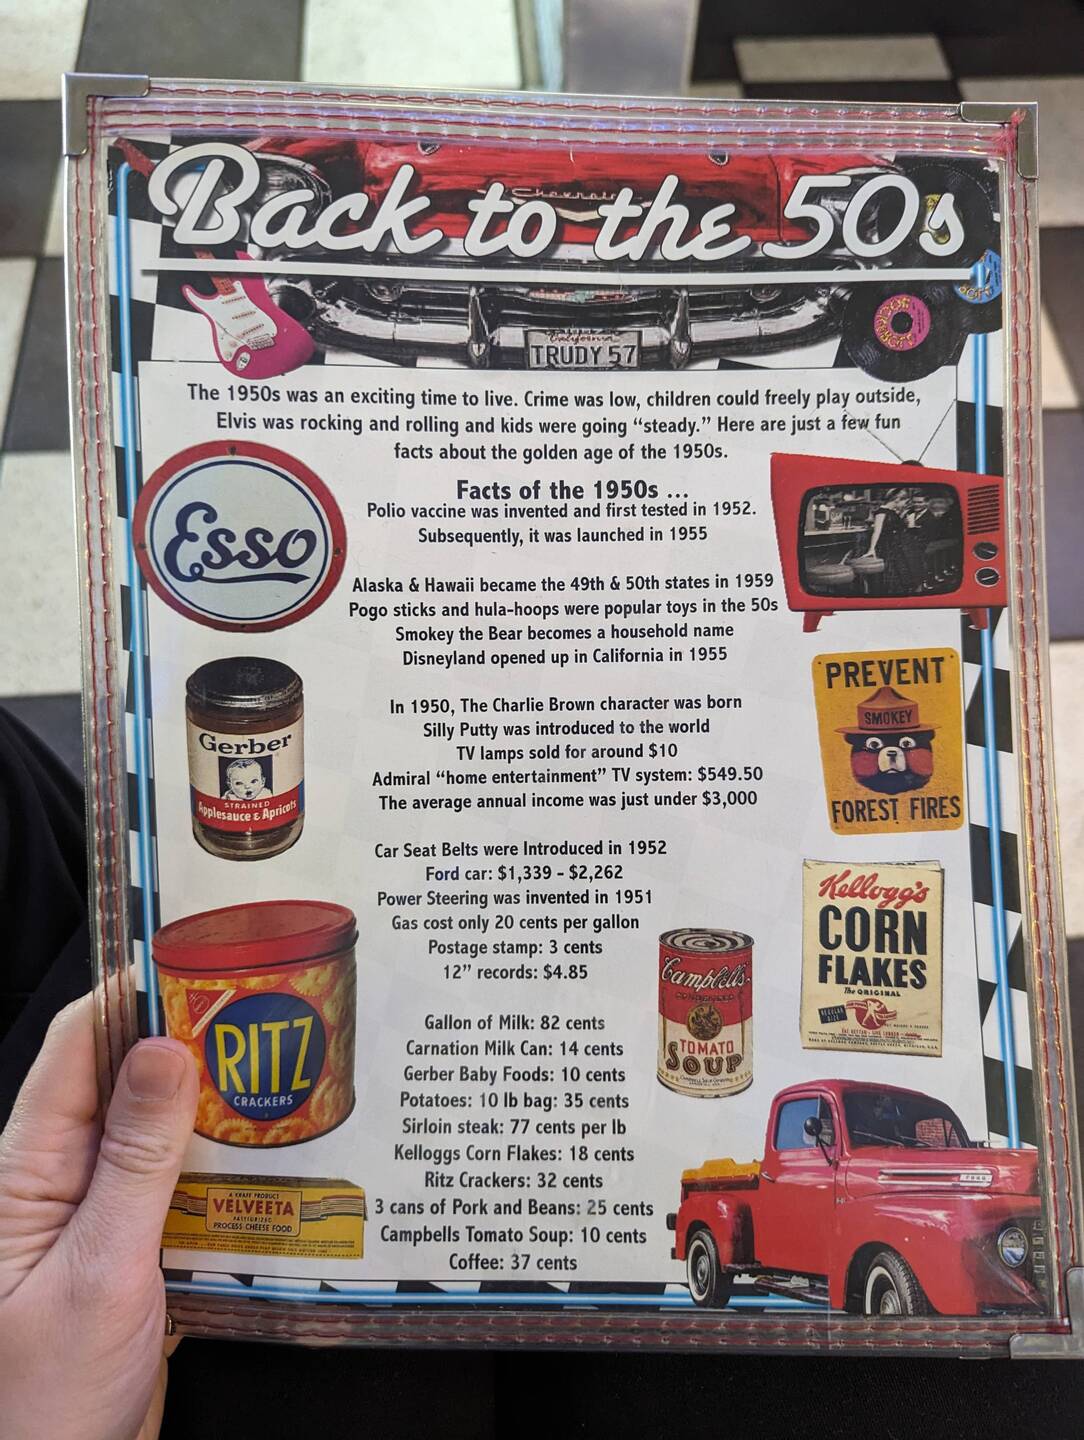 Back to the 50s
Chevrolet
California
TRUDY 57
The 1950s was an exciting time to live. Crime was low, children could freely play outside,
Elvis was rocking and rolling and kids were going “steady.” Here are just a few fun
facts about the golden age of the 1950s.
Esso
Facts of the 1950s ...
Polio vaccine was invented and first tested in 1952.
Subsequently, it was launched in 1955
Alaska & Hawaii became the 49th & 50th states in 1959
Pogo sticks and hula-hoops were popular toys in the 50s
Smokey the Bear becomes a household name
Disneyland opened up in California in 1955
PREVENT
SMOKEY
FOREST FIRES
Gerber
STRAINED
Applesauce & Apricots
In 1950, The Charlie Brown character was born
Silly Putty was introduced to the world
TV lamps sold for around $10
Admiral “home entertainment” TV system: $549.50
The average annual income was just under $3,000
Car Seat Belts were Introduced in 1952
Ford car: $1,339 - $2,262
Power Steering was invented in 1951
Gas cost only 20 cents per gallon
Postage stamp: 3 cents
12” records: $4.85
Kellogg's
CORN
FLAKES
The ORIGINAL
RITZ
CRACKERS
Campbell's
CONDENSED
TOMATO
SOUP
Gallon of Milk: 82 cents
Carnation Milk Can: 14 cents
Gerber Baby Foods: 10 cents
Potatoes: 10 lb bag: 35 cents
Sirloin steak: 77 cents per lb
Kelloggs Corn Flakes: 18 cents
Ritz Crackers: 32 cents
3 cans of Pork and Beans: 25 cents
Campbells Tomato Soup: 10 cents
Coffee: 37 cents
A KRAFT PRODUCT
VELVEETA
PASTEURIZED
PROCESS CHEESE FOOD
FORD